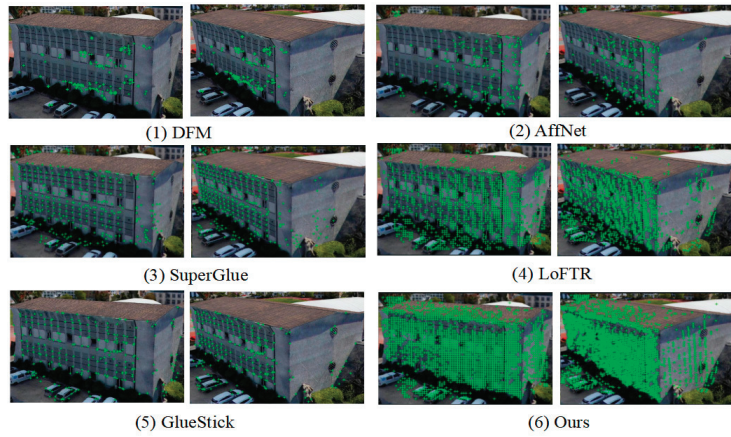 (1) DFM
(2) AffNet
(3) SuperGlue
(4) LoFTR
(5) GlueStick
(6) Ours